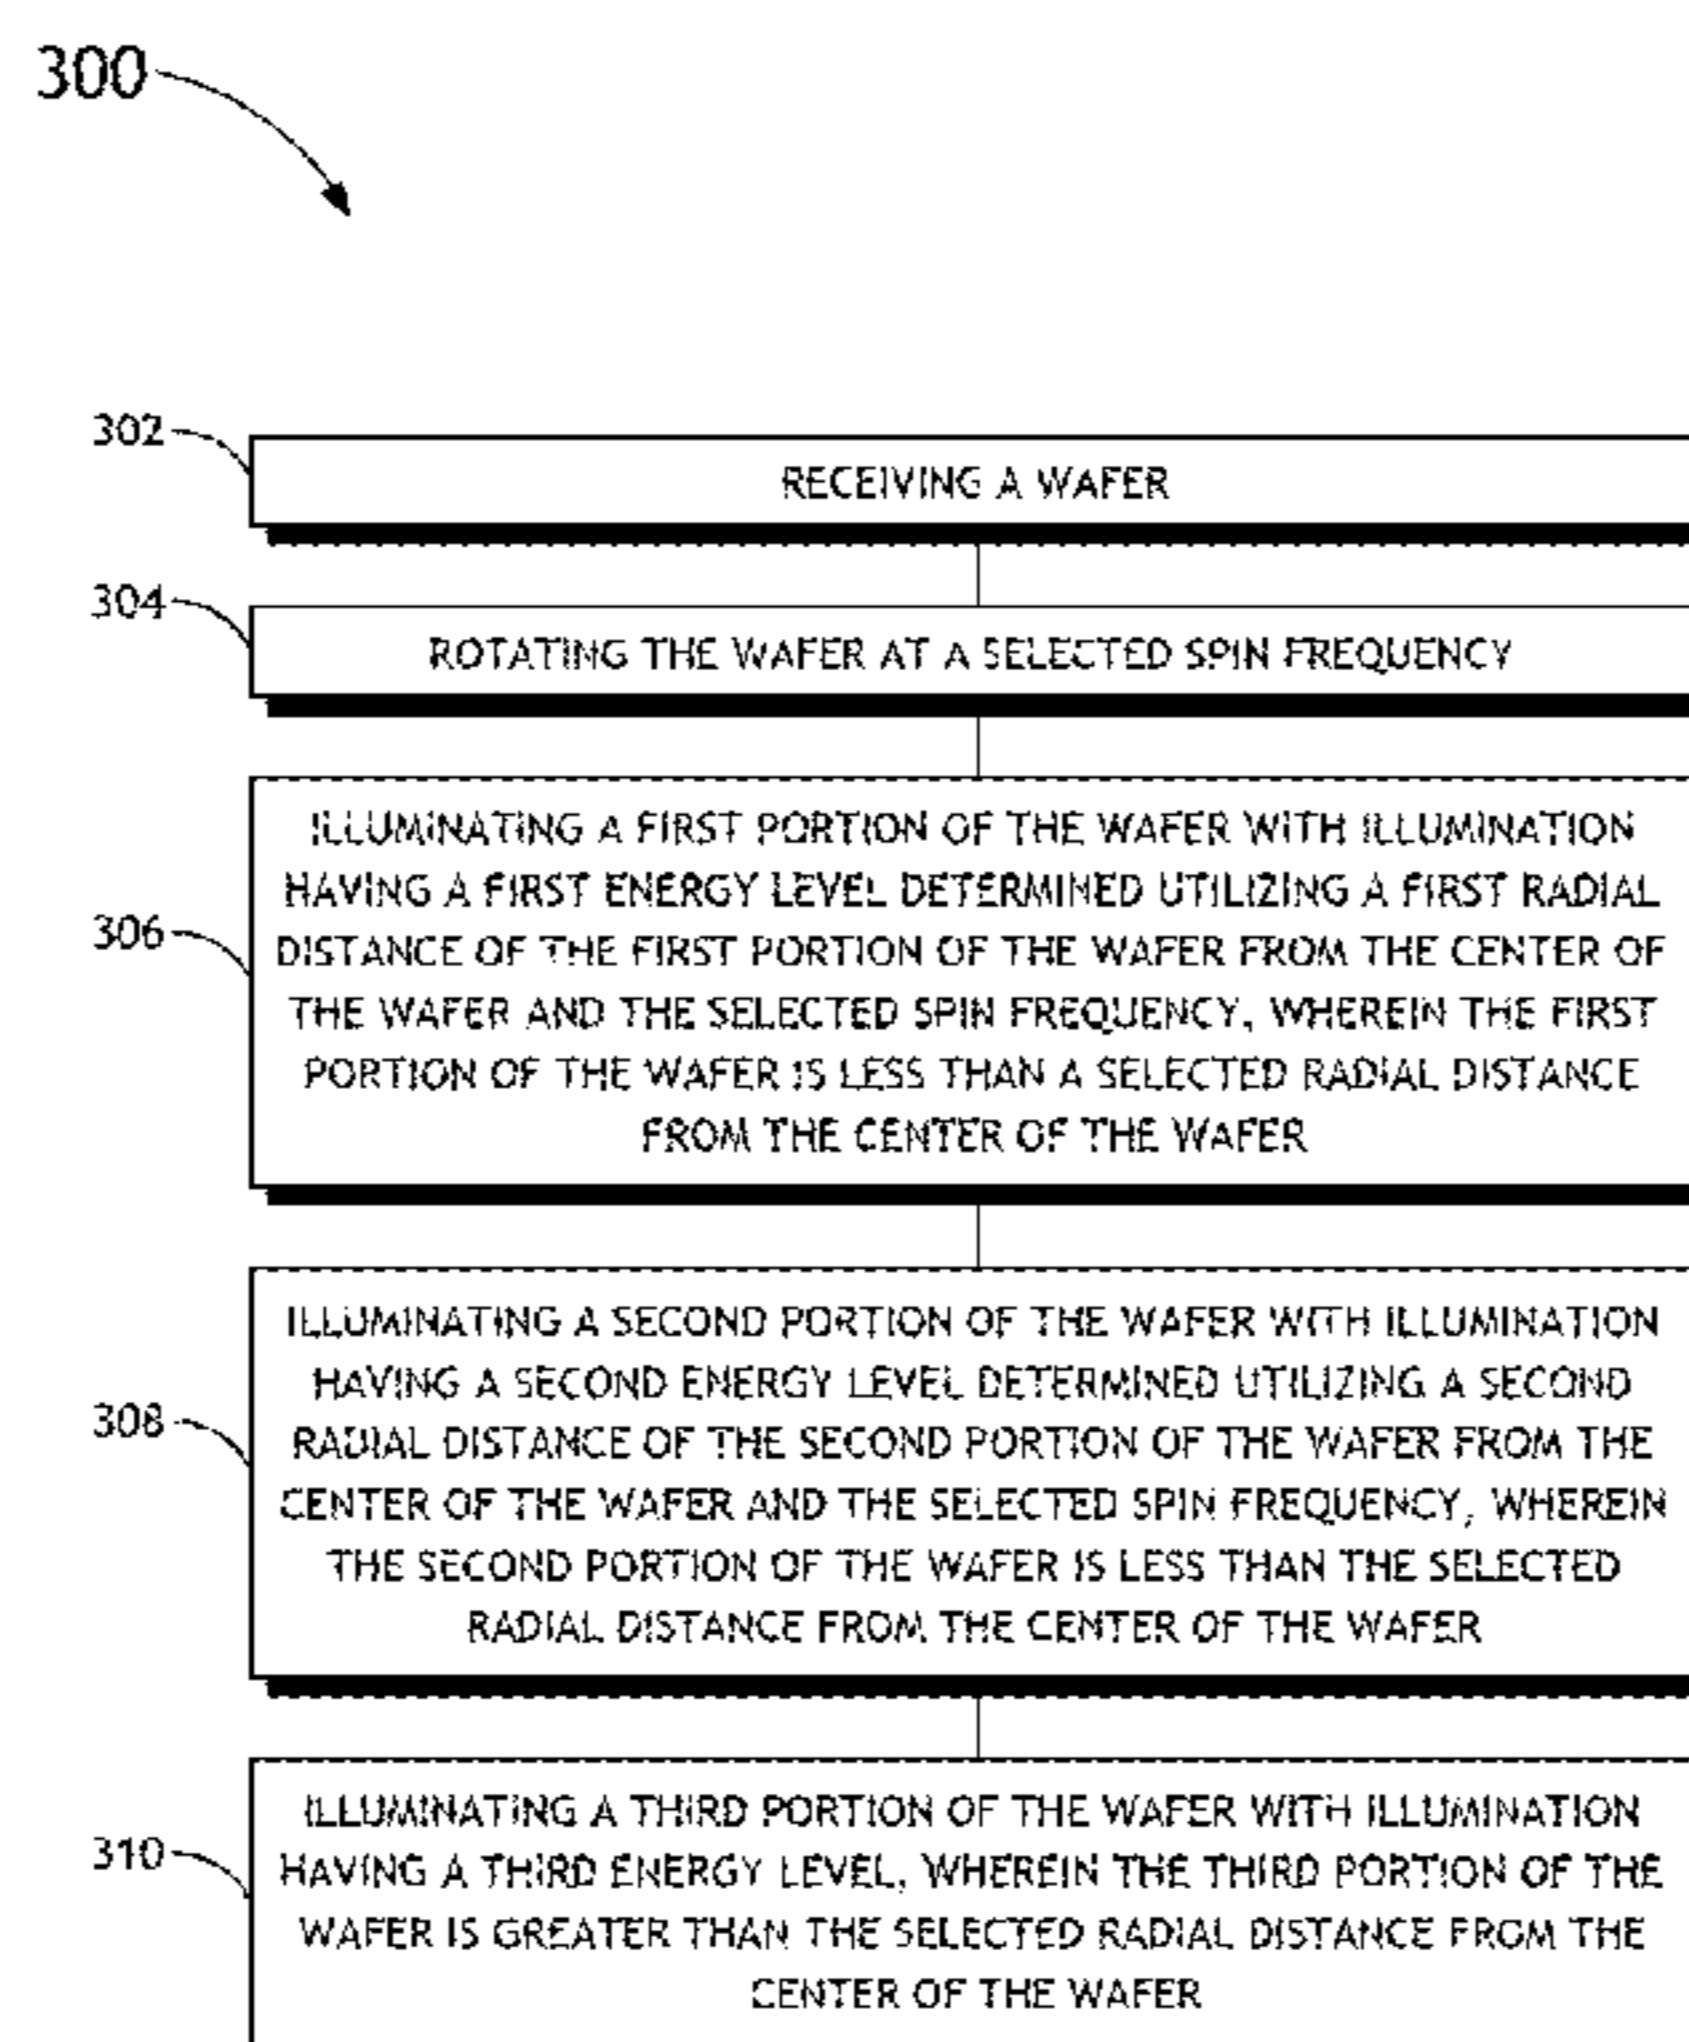 300
302
RECEIVING A WAFER
304
ROTATING THE WAFER AT A SELECTED SPIN FREQUENCY
ILLUMINATING A FIRST PORTION OF THE WAFER WITH ILLUMINATION
HAVING A FIRST ENERGY LEVEL DETERMINED UTILIZING A FIRST RADIAL
306
DISTANCE OF THE FIRST PORTION OF THE WAFER FROM THE CENTER OF
THE WAFER AND THE SELECTED SPIN FREQUENCY, WHEREIN THE FIRST
PORTION OF THE WAFER IS LESS THAN A SELECTED RADIAL DISTANCE
FROM THE CENTER OF THE WAFER
ILLUMINATING A SECOND PORTION OF THE WAFER WITH ILLUMINATION
HAVING A SECOND ENERGY LEVEL DETERMINED UTILIZING A SECOND
308
RADIAL DISTANCE OF THE SECOND PORTION OF THE WAFER FROM THE
CENTER OF THE WAFER AND THE SELECTED SPIN FREQUENCY, WHEREIN
THE SECOND PORTION OF THE WAFER IS LESS THAN THE SELECTED
RADIAL DISTANCE FROM THE CENTER OF THE WAFER
ILLUMINATING A THIRD PORTION OF THE WAFER WITH ILLUMINATION
310
HAVING A THIRD ENERGY LEVEL, WHEREIN THE THIRD PORTION OF THE
WAFER IS GREATER THAN THE SELECTED RADIAL DISTANCE FROM THE
CENTER OF THE WAFER